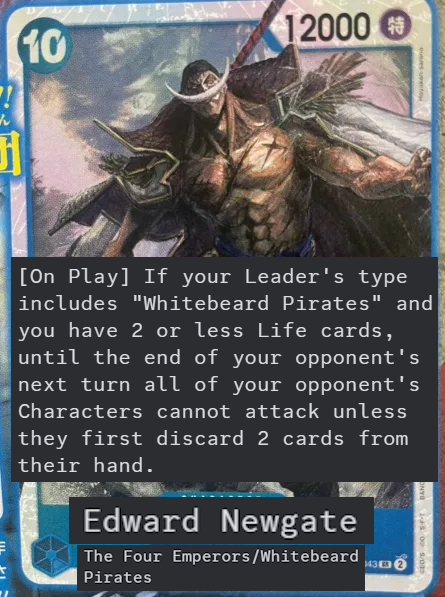 10
12000 特
[On Play] If your Leader's type
includes "Whitebeard Pirates" and
you have 2 or less Life cards,
until the end of your opponent's
next turn all of your opponent's
Characters cannot attack unless
they first discard 2 cards from
their hand.
Edward Newgate
The Four Emperors/Whitebeard
Pirates
043 2